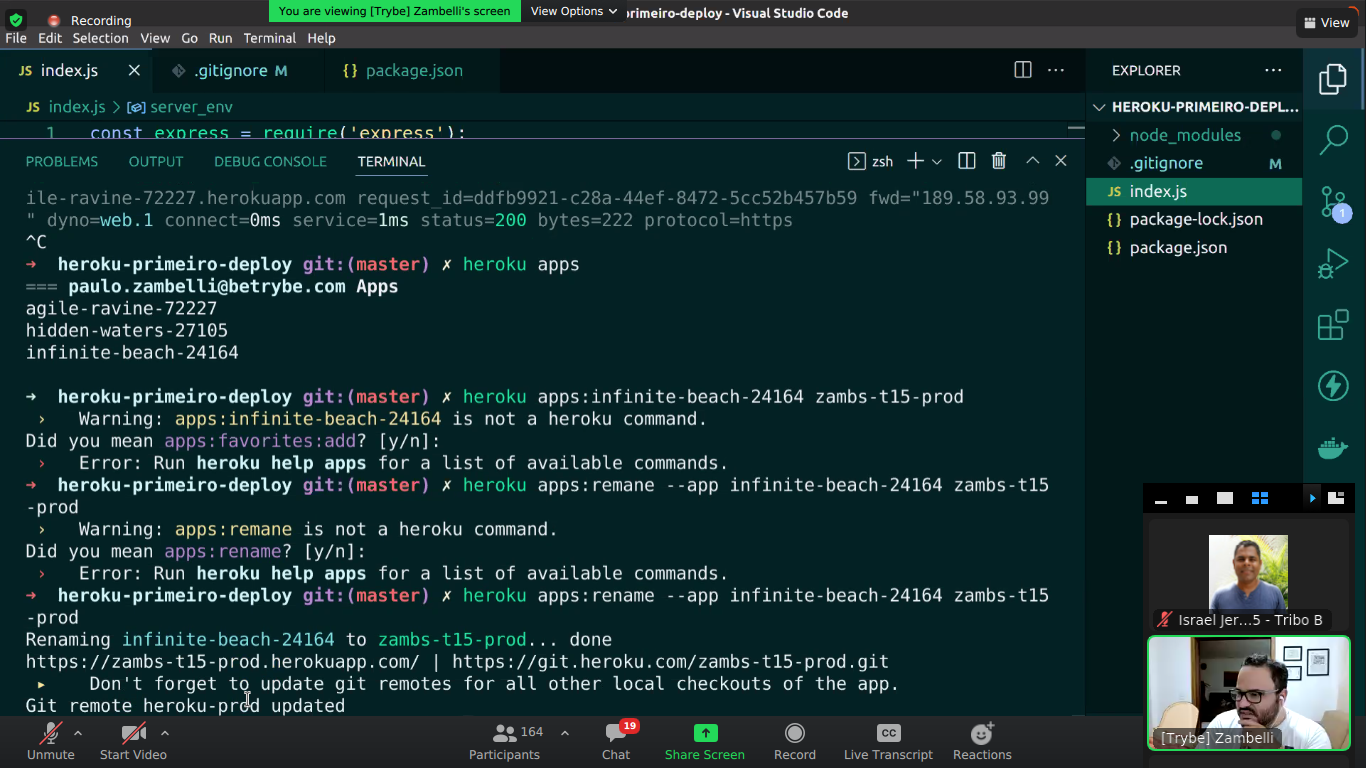 Recording
You are viewing [Trybe] Zambelli's screen
View Options
primeiro-deploy - Visual Studio Code
View
File Edit Selection View Go Run Terminal Help
JS index.js
.gitignore M
{} package.json
EXPLORER
JS index.js > server_env
HEROKU-PRIMEIRO-DEPL...
1 const express = require('express');
node_modules
.gitignore M
JS index.js
{} package-lock.json
{} package.json
1
PROBLEMS OUTPUT DEBUG CONSOLE TERMINAL
zsh
ile-ravine-72227.herokuapp.com request_id=ddfb9921-c28a-44ef-8472-5cc52b457b59 fwd="189.58.93.99
" dyno=web.1 connect=0ms service=1ms status=200 bytes=222 protocol=https
^C
➜ heroku-primeiro-deploy git:(master) ✗ heroku apps
=== paulo.zambelli@betrybe.com Apps
agile-ravine-72227
hidden-waters-27105
infinite-beach-24164
➜ heroku-primeiro-deploy git:(master) ✗ heroku apps:infinite-beach-24164 zambs-t15-prod
› Warning: apps:infinite-beach-24164 is not a heroku command.
Did you mean apps:favorites:add? [y/n]:
› Error: Run heroku help apps for a list of available commands.
➜ heroku-primeiro-deploy git:(master) ✗ heroku apps:remane --app infinite-beach-24164 zambs-t15
-prod
› Warning: apps:remane is not a heroku command.
Did you mean apps:rename? [y/n]:
› Error: Run heroku help apps for a list of available commands.
➜ heroku-primeiro-deploy git:(master) ✗ heroku apps:rename --app infinite-beach-24164 zambs-t15
-prod
Renaming infinite-beach-24164 to zambs-t15-prod... done
https://zambs-t15-prod.herokuapp.com/ | https://git.heroku.com/zambs-t15-prod.git
▸ Don't forget to update git remotes for all other local checkouts of the app.
Git remote heroku-prod updated
Israel Jer...5 - Tribo B
[Trybe] Zambelli
Unmute
Start Video
164
Participants
19
Chat
Share Screen
Record
CC
Live Transcript
Reactions